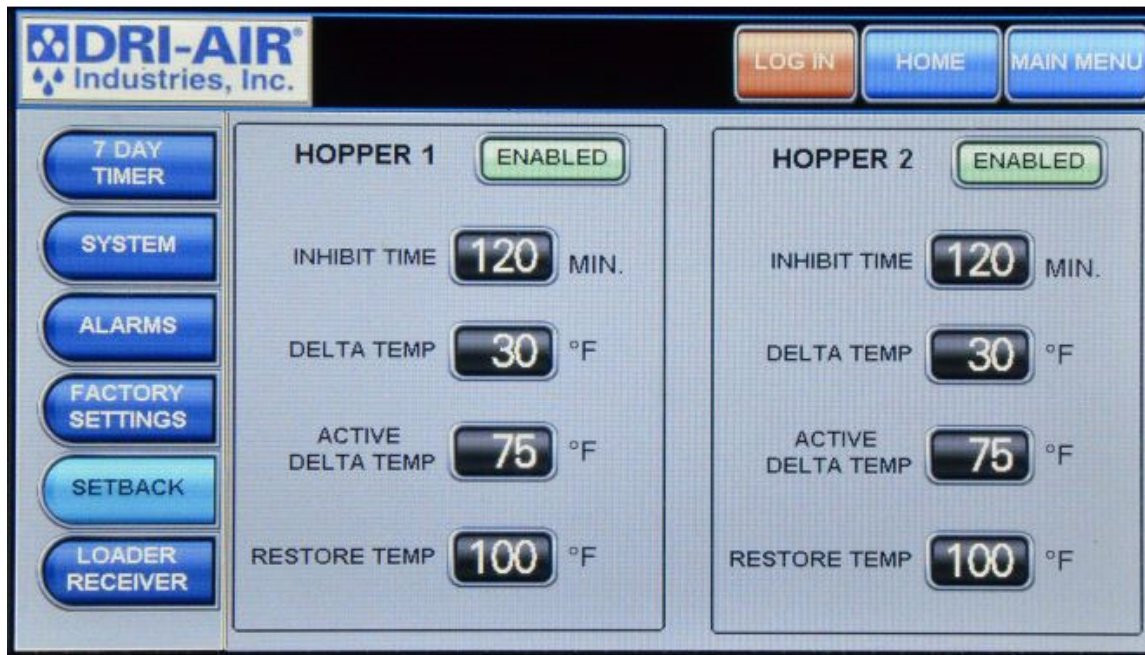 DRI-AIR®
Industries, Inc.
LOG IN
HOME
MAIN MENU
7 DAY
TIMER
SYSTEM
ALARMS
FACTORY
SETTINGS
SETBACK
LOADER
RECEIVER
HOPPER 1 ENABLED
INHIBIT TIME 120 MIN.
DELTA TEMP 30 °F
ACTIVE
DELTA TEMP 75 °F
RESTORE TEMP 100 °F
HOPPER 2 ENABLED
INHIBIT TIME 120 MIN.
DELTA TEMP 30 °F
ACTIVE
DELTA TEMP 75 °F
RESTORE TEMP 100 °F